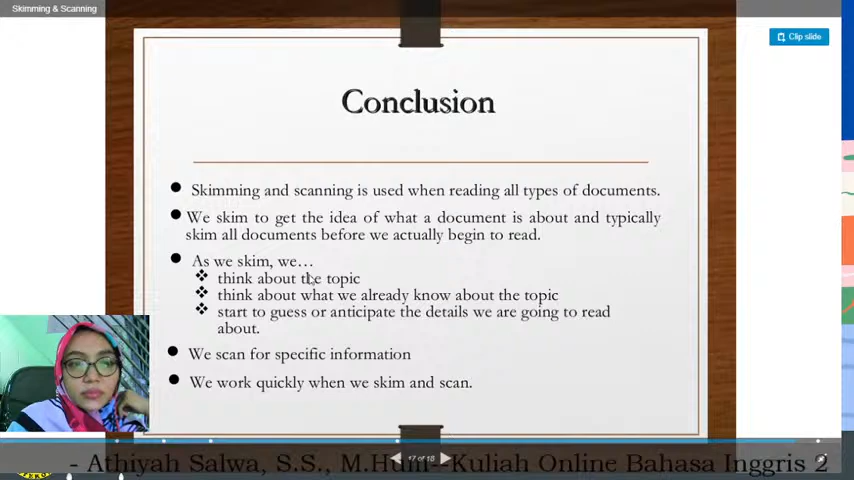 Skimming & Scanning
Clip slide
Conclusion
Skimming and scanning is used when reading all types of documents.
We skim to get the idea of what a document is about and typically
skim all documents before we actually begin to read.
As we skim, we…
think about the topic
think about what we already know about the topic
start to guess or anticipate the details we are going to read
about.
We scan for specific information
We work quickly when we skim and scan.
17 of 18
- Athiyah Salwa, S.S., M.Hum--Kuliah Online Bahasa Inggris 2